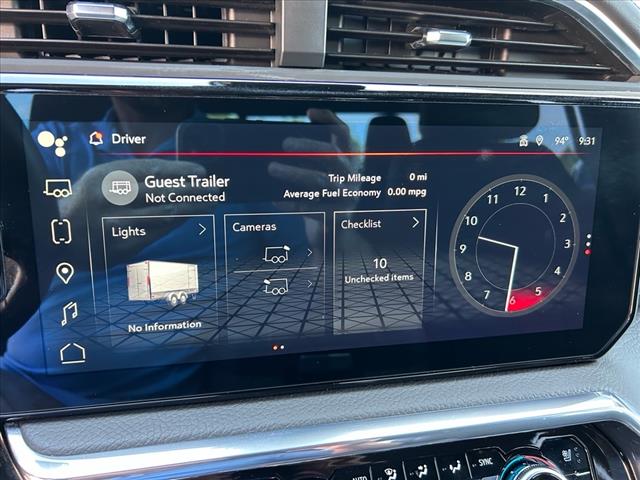 Driver
94° 9:31
Guest Trailer
Not Connected
Trip Mileage 0 mi
Average Fuel Economy 0.00 mpg
Lights
No Information
Cameras
Checklist
10
Unchecked items
12
1
2
3
4
5
6
7
8
9
10
11
AUTO
SYNC